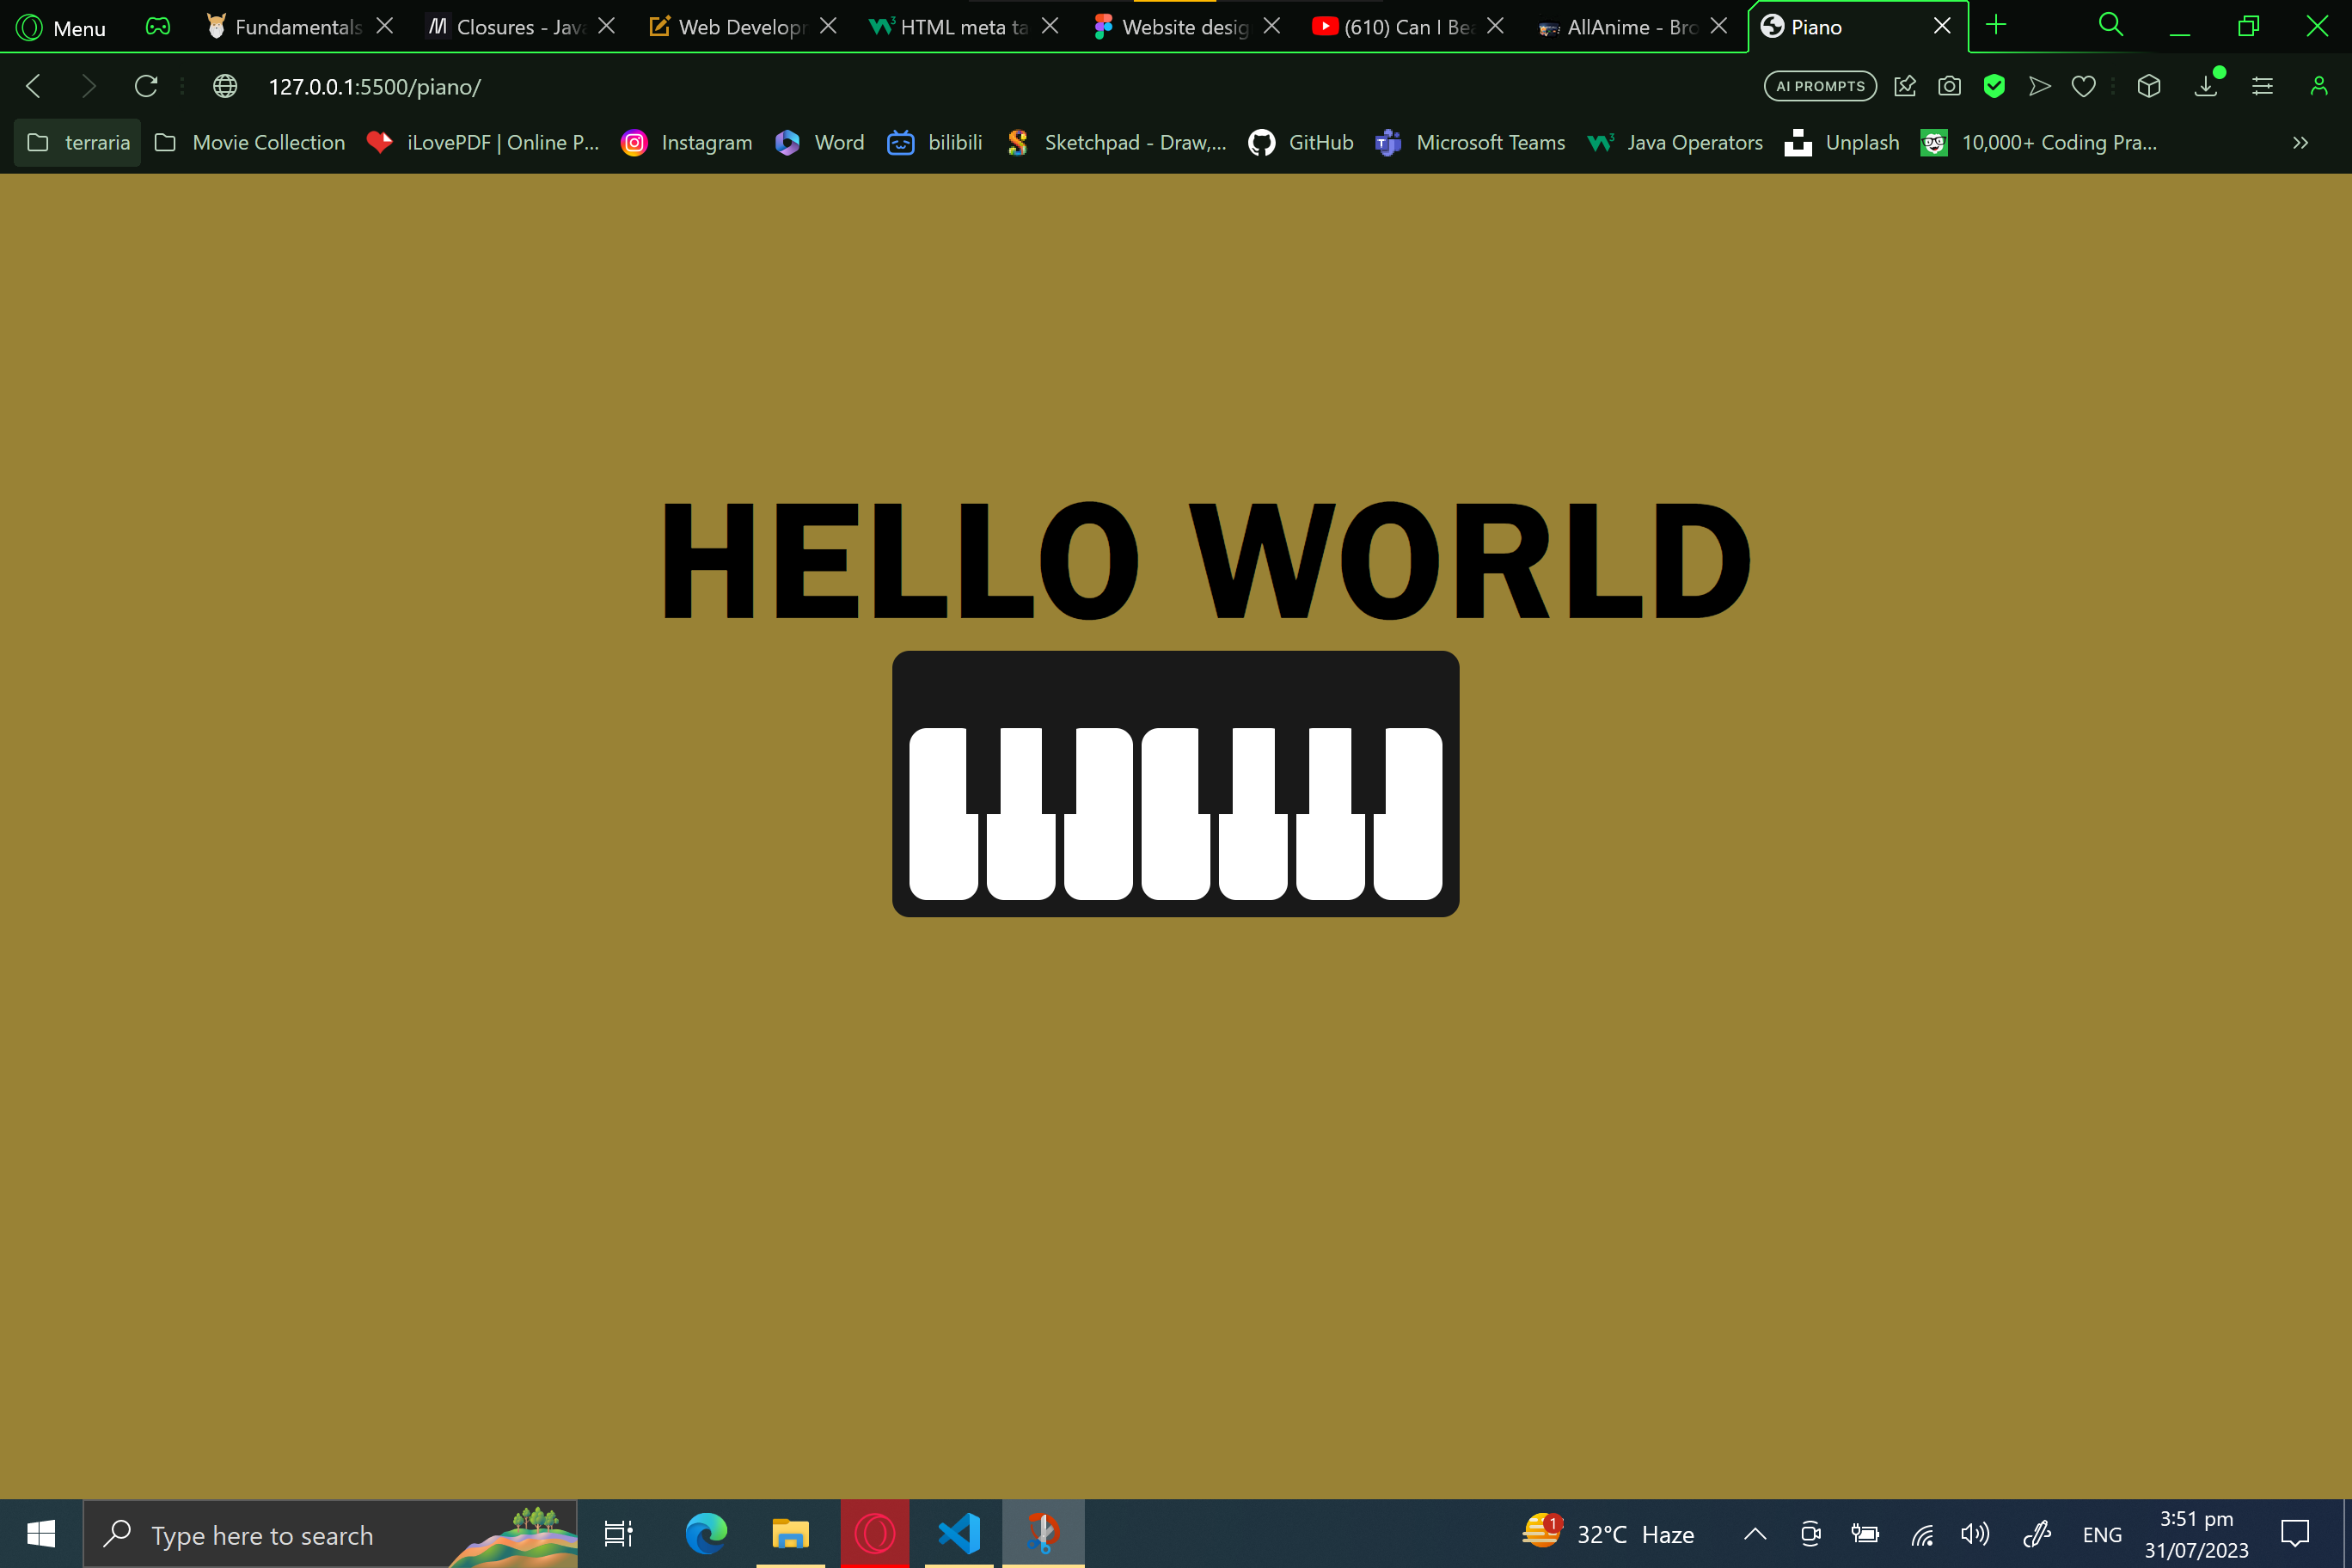 Menu
Fundamentals
Closures - Java
Web Developm
HTML meta ta
Website desig
(610) Can I Bea
AllAnime - Bro
Piano
127.0.0.1:5500/piano/
AI PROMPTS
terraria
Movie Collection
iLovePDF | Online P...
Instagram
Word
bilibili
Sketchpad - Draw,...
GitHub
Microsoft Teams
Java Operators
Unplash
10,000+ Coding Pra...
HELLO WORLD
Type here to search
1
32°C Haze
ENG
3:51 pm
31/07/2023